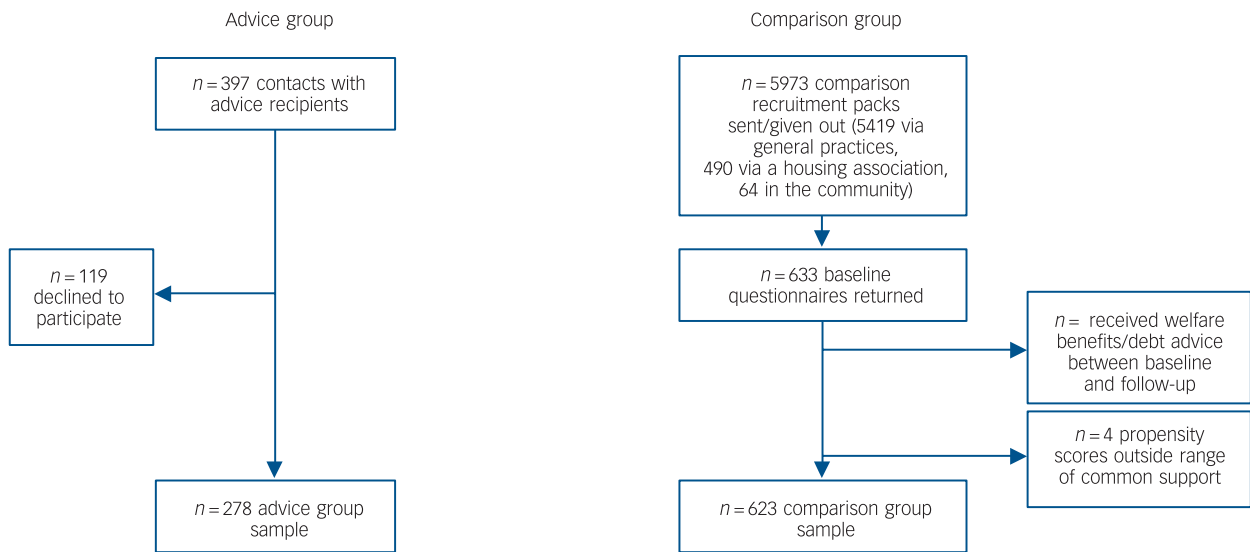 Advice group
n = 397 contacts with
advice recipients
n = 119
declined to
participate
n = 278 advice group
sample
Comparison group
n = 5973 comparison
recruitment packs
sent/given out (5419 via
general practices,
490 via a housing association,
64 in the community)
n = 633 baseline
questionnaires returned
n = received welfare
benefits/debt advice
between baseline
and follow-up
n = 4 propensity
scores outside range
of common support
n = 623 comparison group
sample